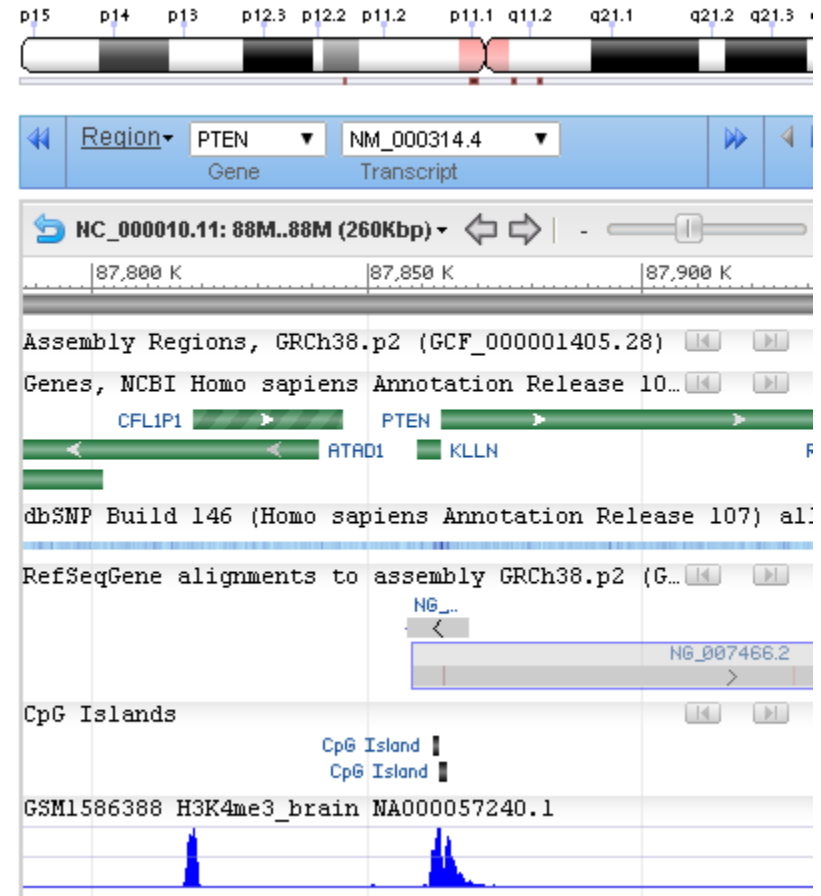 p15 p14 p13 p12.3 p12.2 p11.2 p11.1 q11.2 q21.1 q21.2 q21.3
Region PTEN NM_000314.4
Gene Transcript
NC_000010.11: 88M..88M (260Kbp) -
87,800 K 87,850 K 87,900 K
Assembly Regions, GRCh38.p2 (GCF_000001405.28)
Genes, NCBI Homo sapiens Annotation Release 10…
CFL1P1 PTEN
ATAD1 KLLN R
dbSNP Build 146 (Homo sapiens Annotation Release 107) all
RefSeqGene alignments to assembly GRCh38.p2 (G…
NG_…
NG_007466.2
CpG Islands
CpG Island
CpG Island
GSM1586388 H3K4me3_brain NA000057240.1